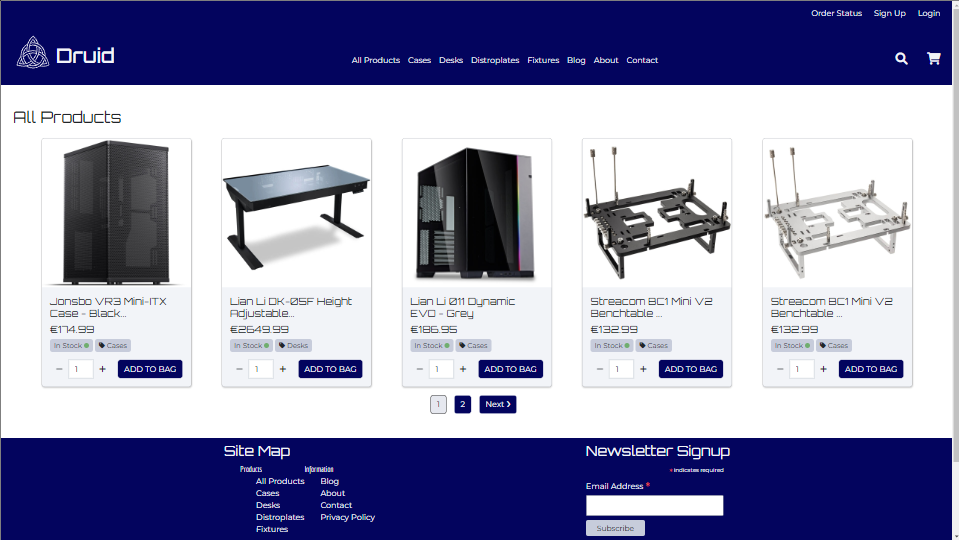 Order Status Sign Up Login
Druid
All Products Cases Desks Distroplates Fixtures Blog About Contact
All Products
Jonsbo VR3 Mini-ITX
Case - Black...
€174.99
In Stock Cases
− 1 + ADD TO BAG
Lian Li DK-05F Height
Adjustable...
€2649.99
In Stock Desks
− 1 + ADD TO BAG
Lian Li O11 Dynamic
EVO - Grey
€186.95
In Stock Cases
− 1 + ADD TO BAG
Streacom BC1 Mini V2
Benchtable ...
€132.99
In Stock Cases
− 1 + ADD TO BAG
Streacom BC1 Mini V2
Benchtable ...
€132.99
In Stock Cases
− 1 + ADD TO BAG
1 2 Next ❯
Site Map
Products
All Products
Cases
Desks
Distroplates
Fixtures
Information
Blog
About
Contact
Privacy Policy
Newsletter Signup
* indicates required
Email Address *
Subscribe